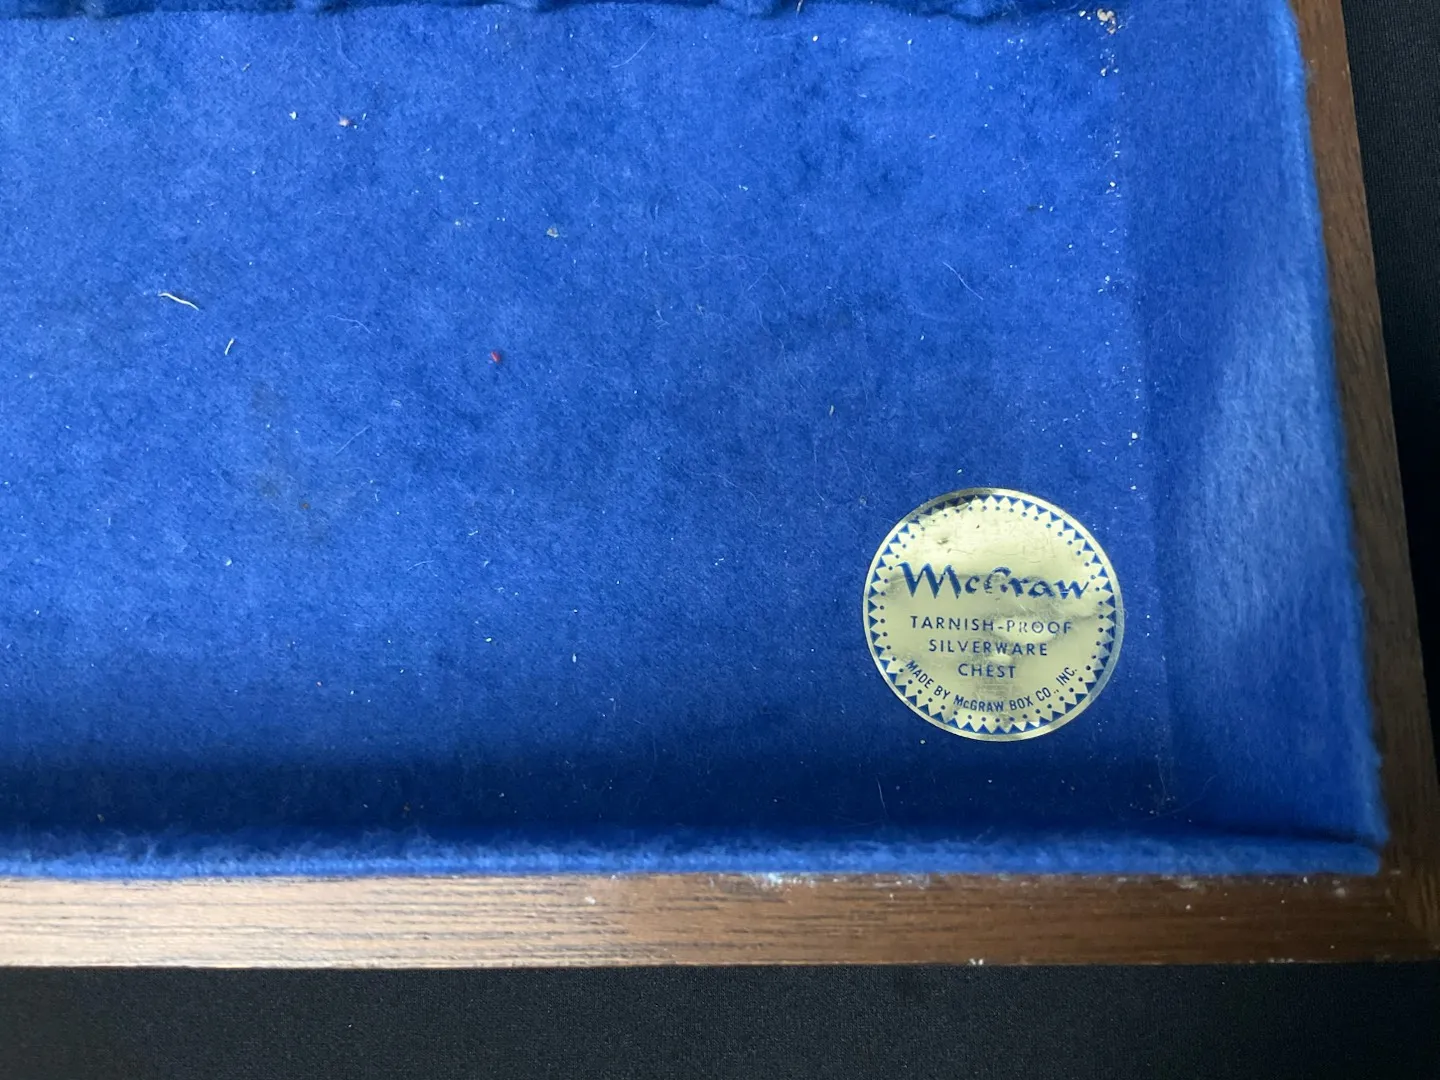 McGraw
TARNISH-PROOF
SILVERWARE
CHEST
MADE BY McGRAW BOX CO., INC.